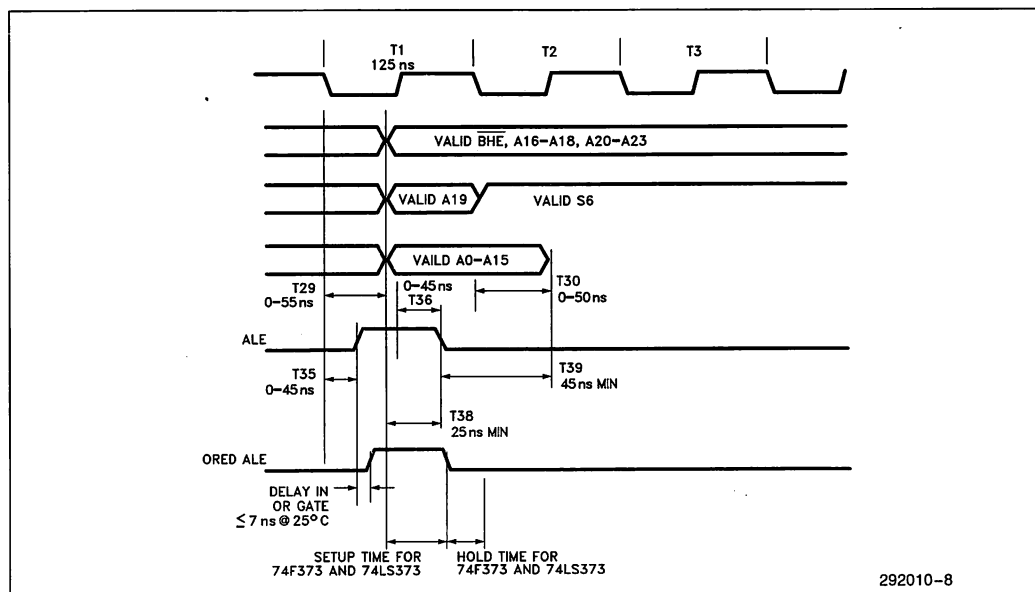 T1
125 ns
T2
T3
VALID BHE, A16–A18, A20–A23
VALID A19
VALID S6
VAILD A0–A15
T29
0–55ns
0–45ns
T36
T30
0–50ns
ALE
T35
0–45ns
T39
45ns MIN
T38
25ns MIN
ORED ALE
DELAY IN
OR GATE
≤7ns @ 25°C
SETUP TIME FOR
74F373 AND 74LS373
HOLD TIME FOR
74F373 AND 74LS373
292010–8